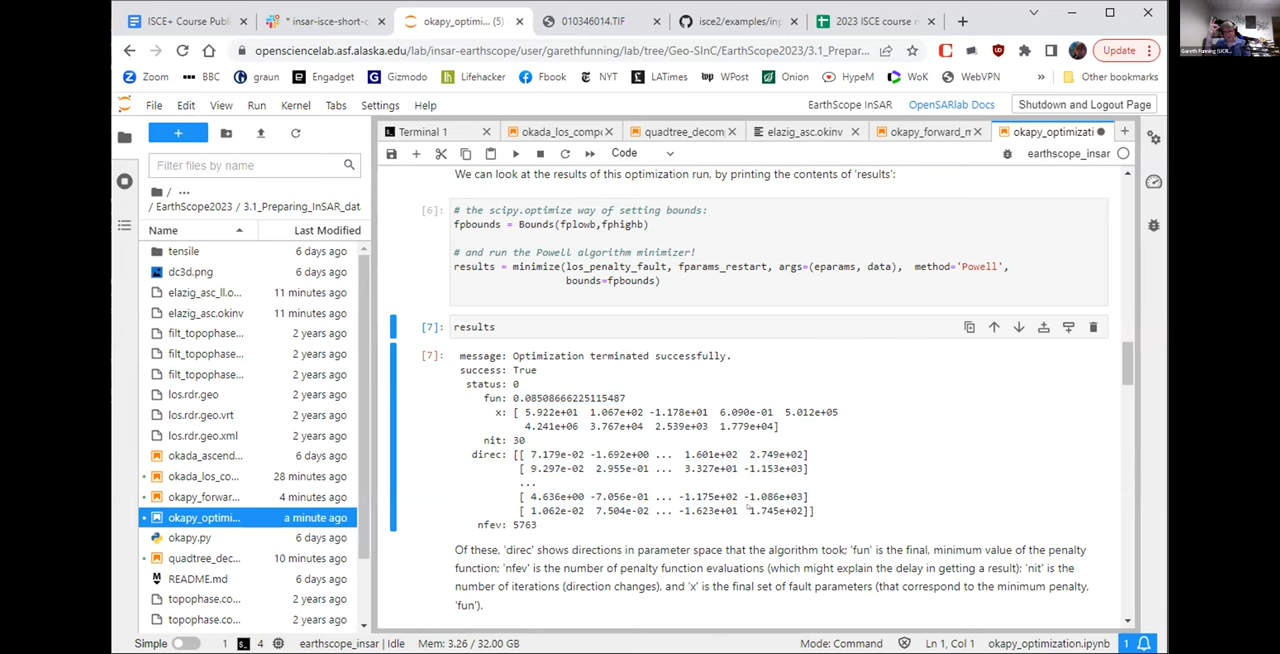 ISCE+ Course Publ
* insar-isce-short-c
okapy_optimi... (5)
010346014.TIF
isce2/examples/inp
2023 ISCE course m
opensciencelab.asf.alaska.edu/lab/insar-earthscope/user/garethfunning/lab/tree/Geo-SInC/EarthScope2023/3.1_Prepar...
Update
Zoom
BBC
graun
Engadget
Gizmodo
Lifehacker
Fbook
NYT
LATimes
WPost
Onion
HypeM
WoK
WebVPN
»
Other bookmarks
File Edit View Run Kernel Tabs Settings Help
EarthScope InSAR
OpenSARlab Docs
Shutdown and Logout Page
Terminal 1
okada_los_compo
quadtree_decom
elazig_asc.okinv
okapy_forward_m
okapy_optimizati
Code
earthscope_insar
Filter files by name
/ ...
/ EarthScope2023 / 3.1_Preparing_InSAR_dat
Name Last Modified
tensile 6 days ago
dc3d.png 6 days ago
elazig_asc_ll.o... 11 minutes ago
elazig_asc.okinv 11 minutes ago
filt_topophase... 2 years ago
filt_topophase... 2 years ago
filt_topophase... 2 years ago
los.rdr.geo 2 years ago
los.rdr.geo.vrt 2 years ago
los.rdr.geo.xml 2 years ago
okada_ascend... 6 days ago
okada_los_co... 28 minutes ago
okapy_forwar... 4 minutes ago
okapy_optimi... a minute ago
okapy.py 6 days ago
quadtree_dec... 10 minutes ago
README.md 6 days ago
topophase.co... 6 days ago
topophase.co... 6 days ago
We can look at the results of this optimization run, by printing the contents of 'results':
[6]: # the scipy.optimize way of setting bounds:
fpbounds = Bounds(fplowb,fphighb)
# and run the Powell algorithm minimizer!
results = minimize(los_penalty_fault, fparams_restart, args=(eparams, data), method='Powell',
bounds=fpbounds)
[7]: results
[7]: message: Optimization terminated successfully.
success: True
status: 0
fun: 0.08508666225115487
x: [ 5.922e+01 1.067e+02 -1.178e+01 6.090e-01 5.012e+05
4.241e+06 3.767e+04 2.539e+03 1.779e+04]
nit: 30
direc: [[ 7.179e-02 -1.692e+00 ... 1.601e+02 2.749e+02]
[ 9.297e-02 2.955e-01 ... 3.327e+01 -1.153e+03]
...
[ 4.636e+00 -7.056e-01 ... -1.175e+02 -1.086e+03]
[ 1.062e-02 7.504e-02 ... -1.623e+01 1.745e+02]]
nfev: 5763
Of these, 'direc' shows directions in parameter space that the algorithm took; 'fun' is the final, minimum value of the penalty
function; 'nfev' is the number of penalty function evaluations (which might explain the delay in getting a result); 'nit' is the
number of iterations (direction changes), and 'x' is the final set of fault parameters (that correspond to the minimum penalty,
'fun').
Simple 1 4 earthscope_insar | Idle Mem: 3.26 / 32.00 GB
Mode: Command Ln 1, Col 1 okapy_optimization.ipynb 1